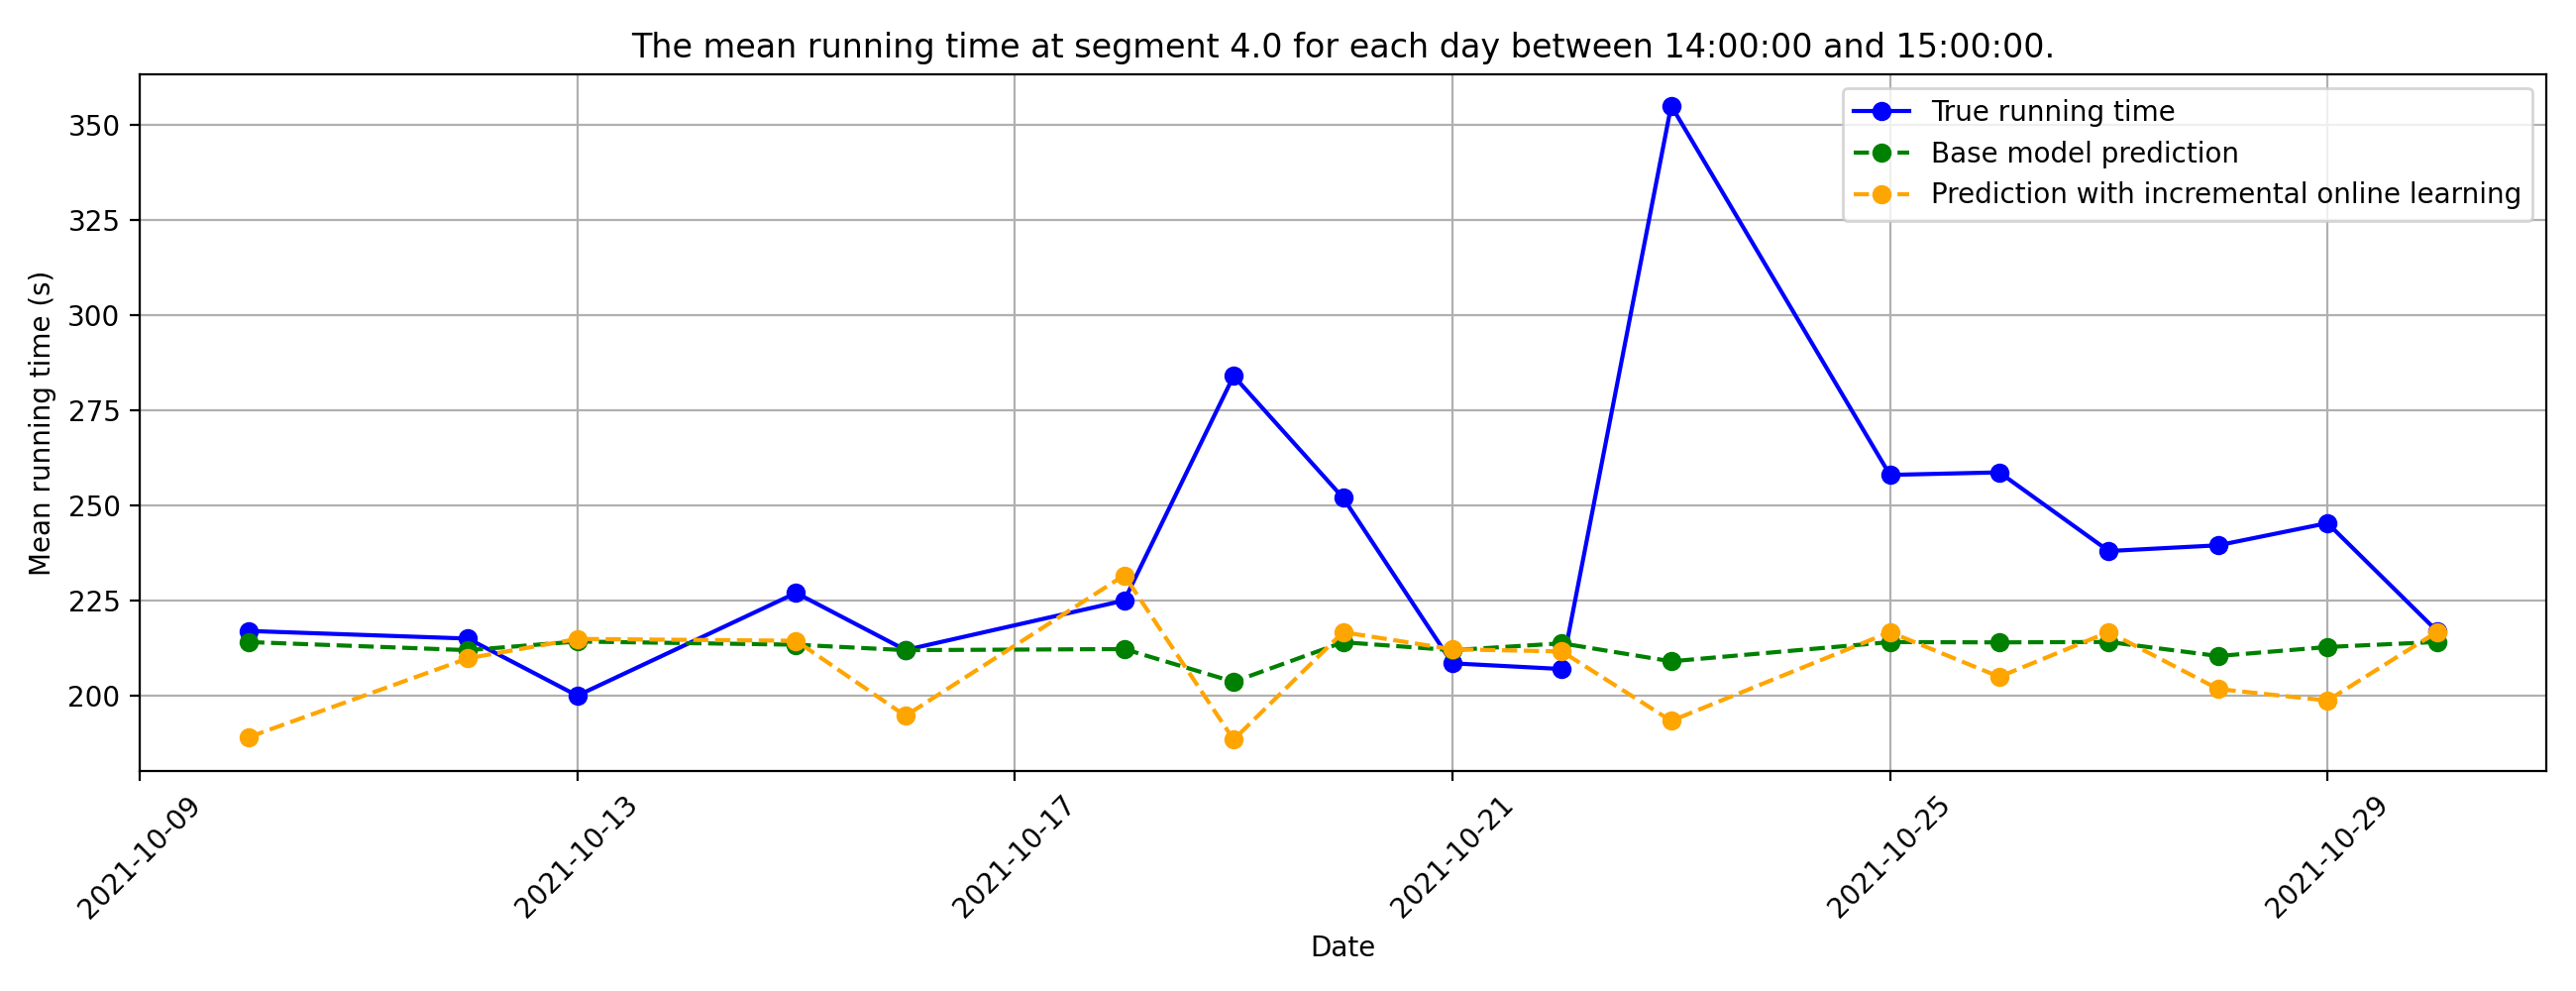 The mean running time at segment 4.0 for each day between 14:00:00 and 15:00:00.
True running time
Base model prediction
Prediction with incremental online learning
Mean running time (s)
350
325
300
275
250
225
200
2021-10-09
2021-10-13
2021-10-17
2021-10-21
2021-10-25
2021-10-29
Date